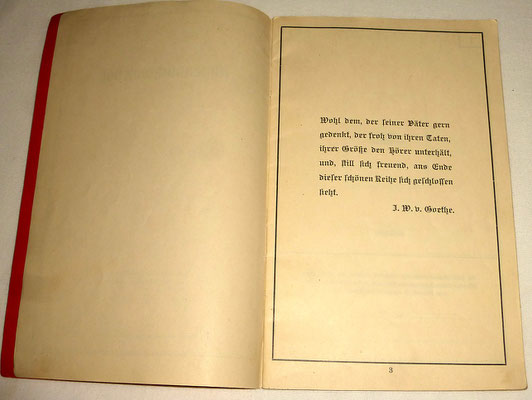 Wohl dem, der seiner Väter gern
gedenkt, der froh von ihren Taten,
ihrer Größe den Hörer unterhält,
und, still sich freuend, ans Ende
dieser schönen Reihe sich geschlossen
sieht.
J. W. v. Goethe.
3